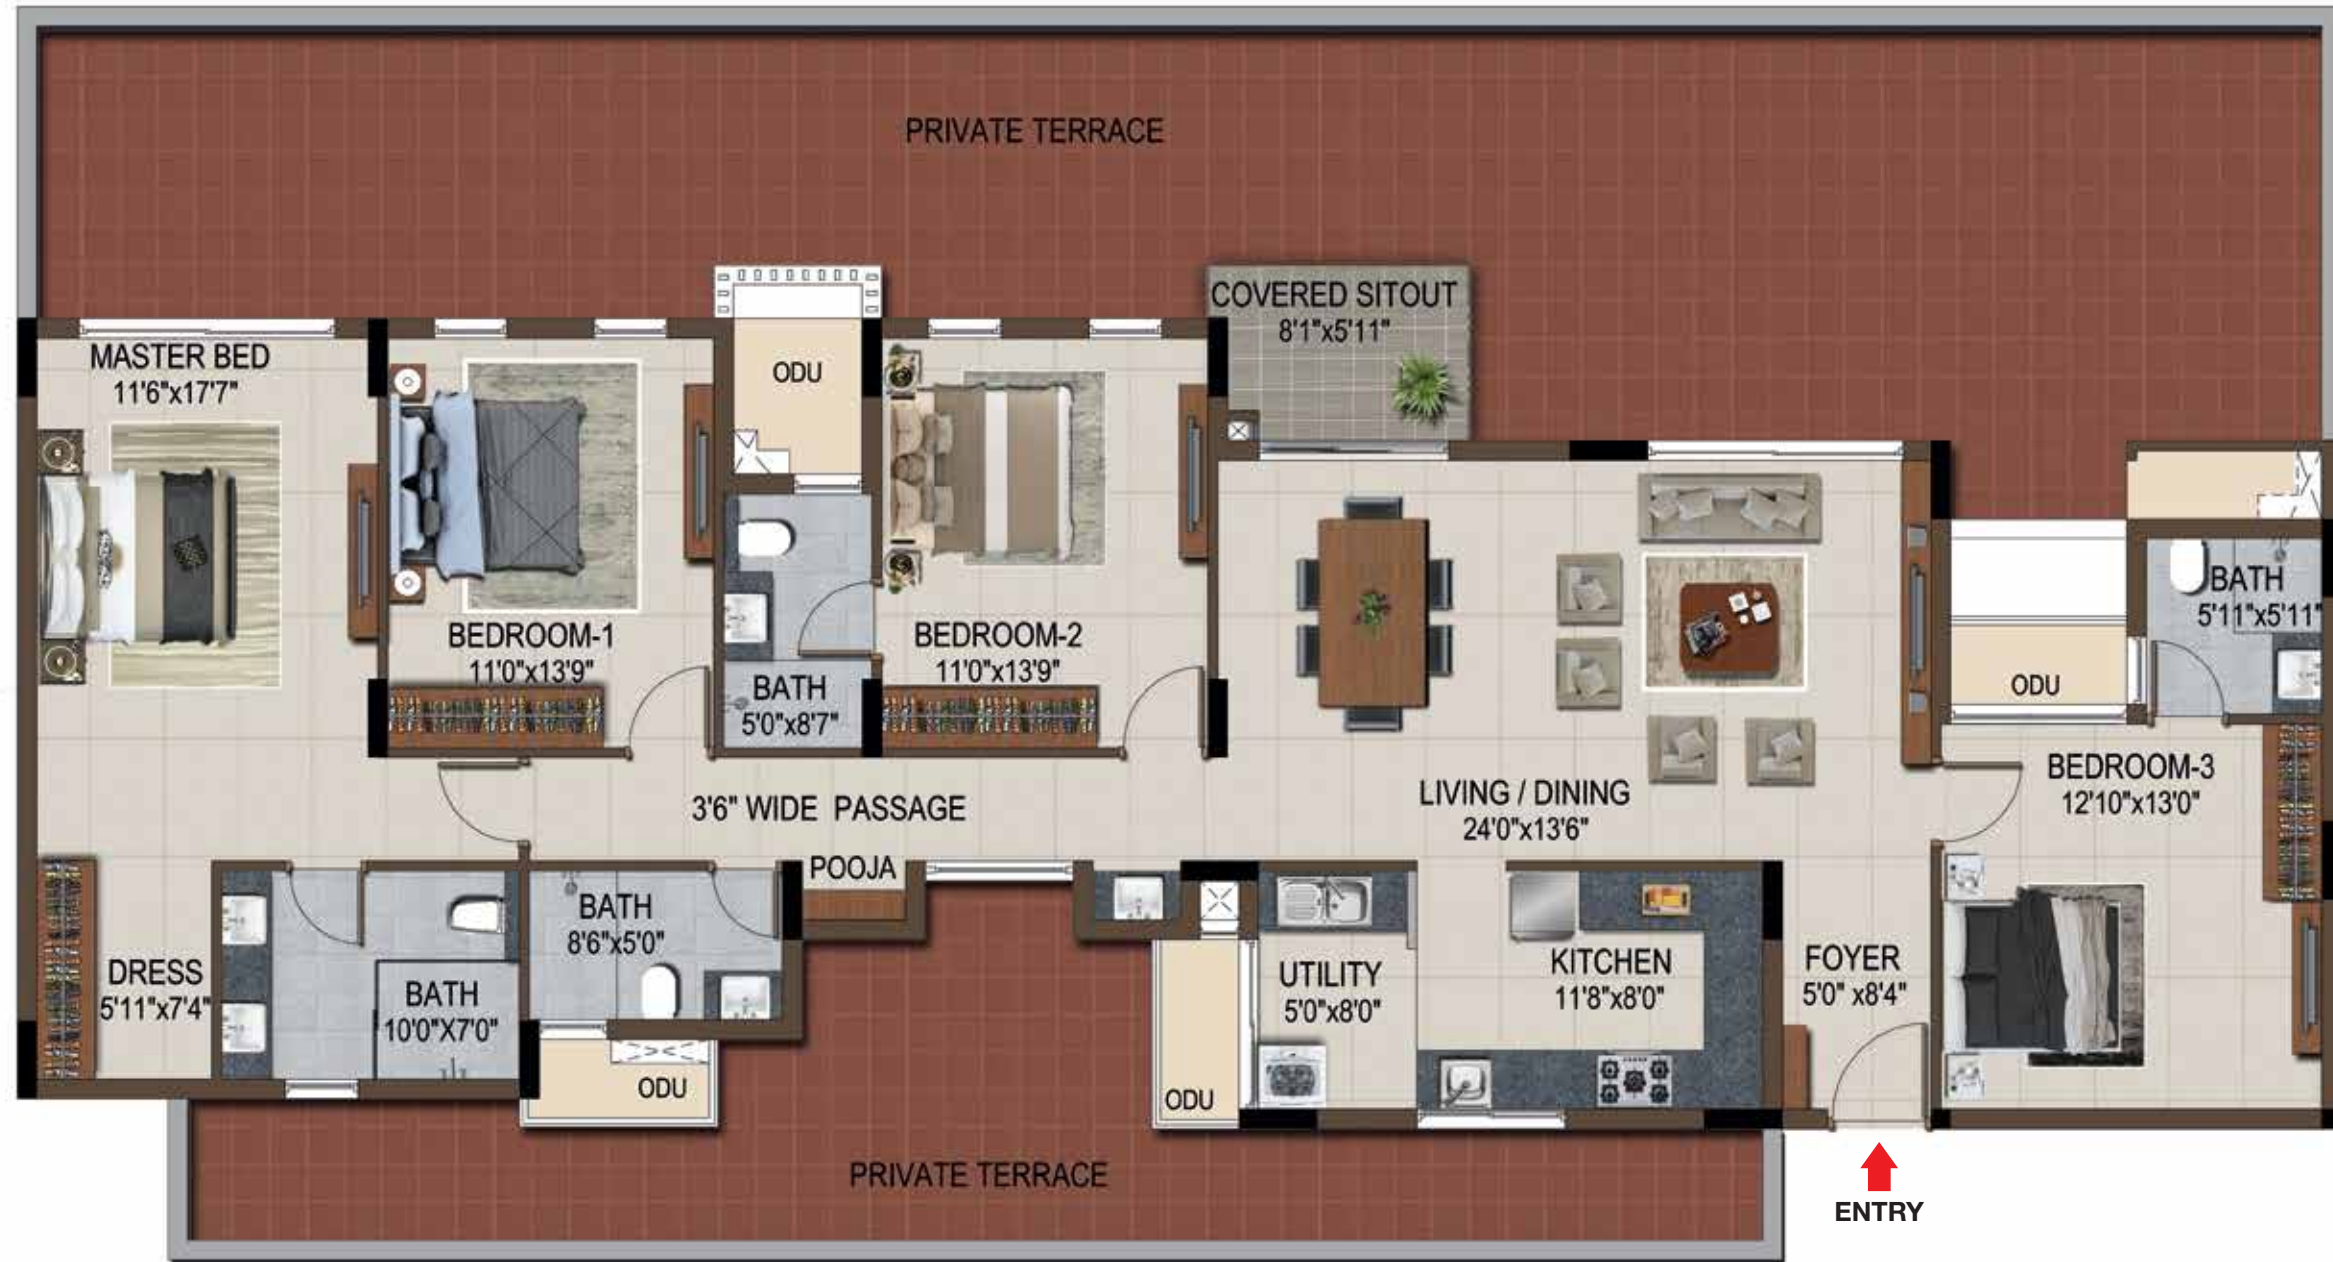 PRIVATE TERRACE
COVERED SITOUT
8'1"x5'11"
MASTER BED
11'6"x17'7"
ODU
BEDROOM-1
11'0"x13'9"
BEDROOM-2
11'0"x13'9"
BATH
5'0"x8'7"
BATH
5'11"x5'11"
ODU
BEDROOM-3
12'10"x13'0"
3'6" WIDE PASSAGE
LIVING / DINING
24'0"x13'6"
POOJA
BATH
8'6"x5'0"
DRESS
5'11"x7'4"
BATH
10'0"X7'0"
UTILITY
5'0"x8'0"
KITCHEN
11'8"x8'0"
FOYER
5'0" x8'4"
ODU
ODU
PRIVATE TERRACE
ENTRY